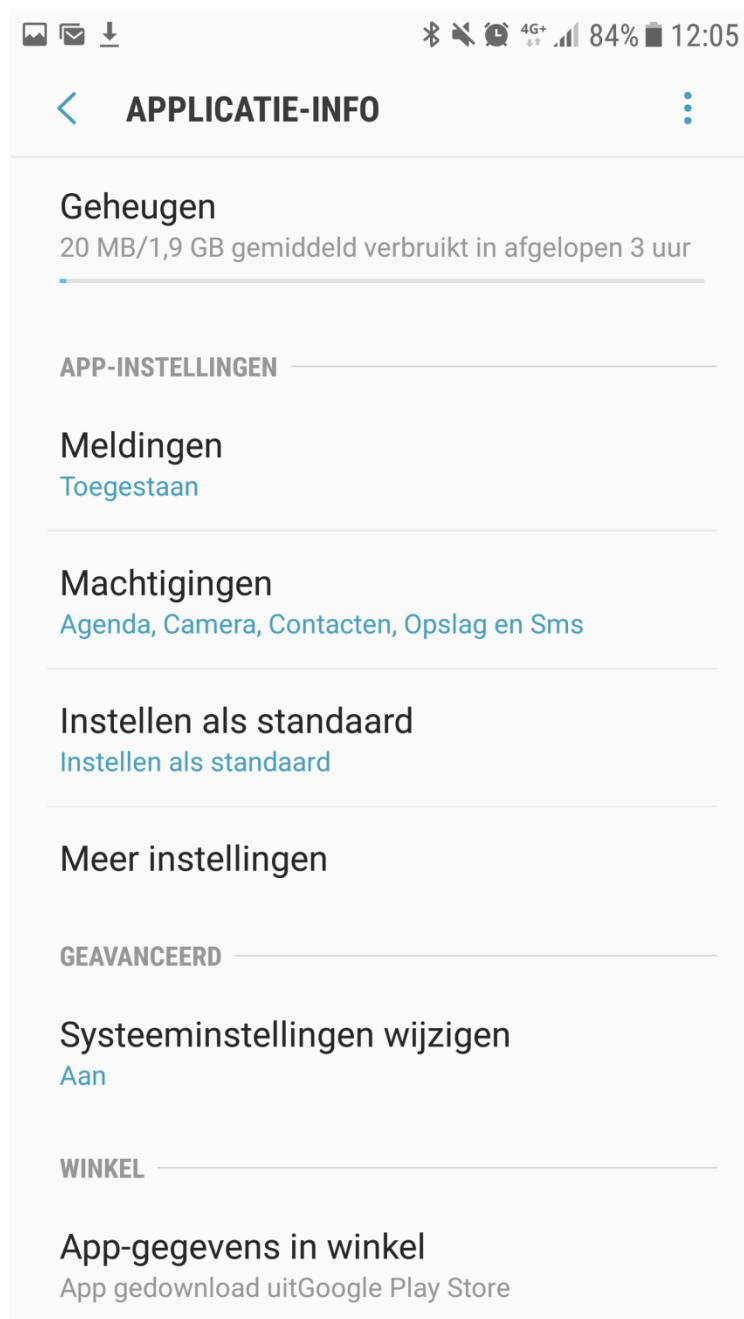 4G+ 84% 12:05
APPLICATIE-INFO
Geheugen
20 MB/1,9 GB gemiddeld verbruikt in afgelopen 3 uur
APP-INSTELLINGEN
Meldingen
Toegestaan
Machtigingen
Agenda, Camera, Contacten, Opslag en Sms
Instellen als standaard
Instellen als standaard
Meer instellingen
GEAVANCEERD
Systeeminstellingen wijzigen
Aan
WINKEL
App-gegevens in winkel
App gedownload uitGoogle Play Store